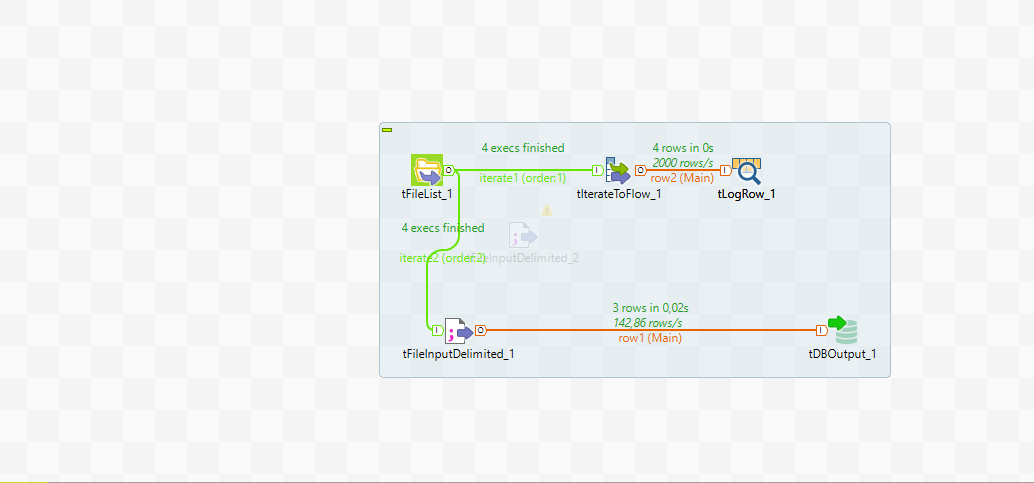 4 execs finished
4 rows in 0s
2000 rows/s
iterate1 (order:1)
row2 (Main)
tFileList_1
tIterateToFlow_1
tLogRow_1
4 execs finished
iterate2 (order:2)
tFileInputDelimited_2
3 rows in 0,02s
142,86 rows/s
row1 (Main)
tFileInputDelimited_1
tDBOutput_1